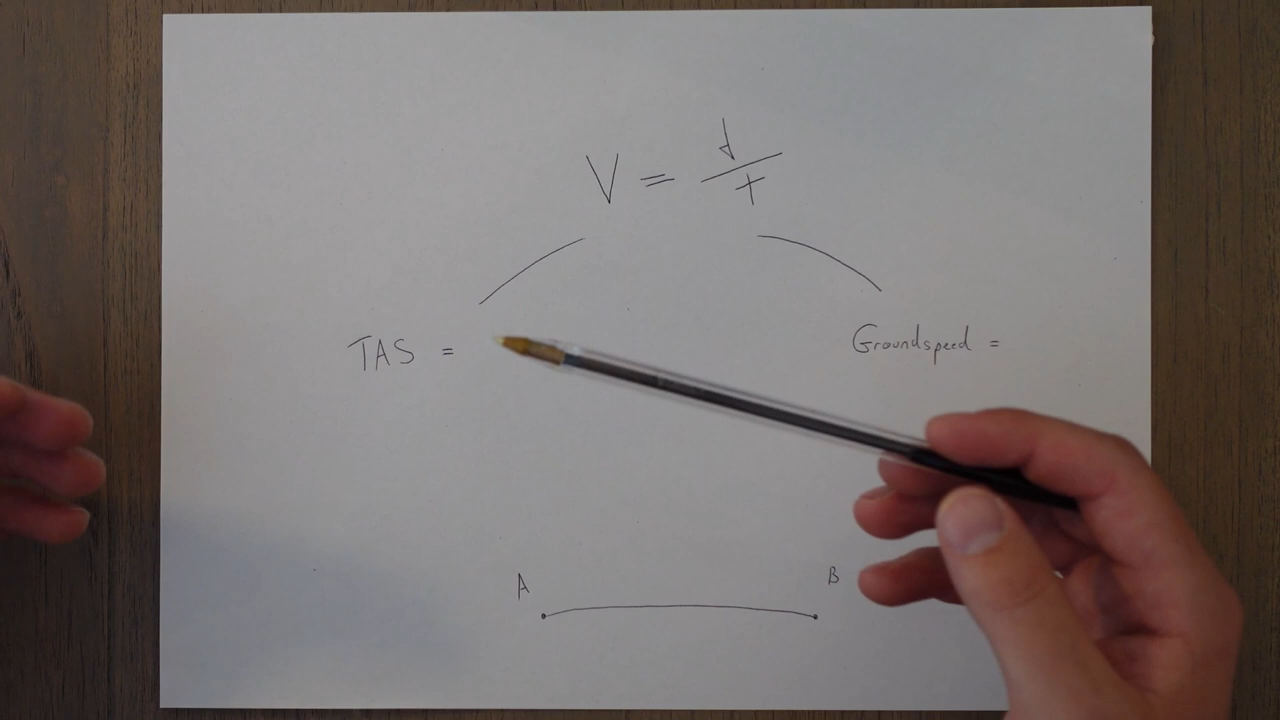 V = d/t
TAS =
Groundspeed =
A
B